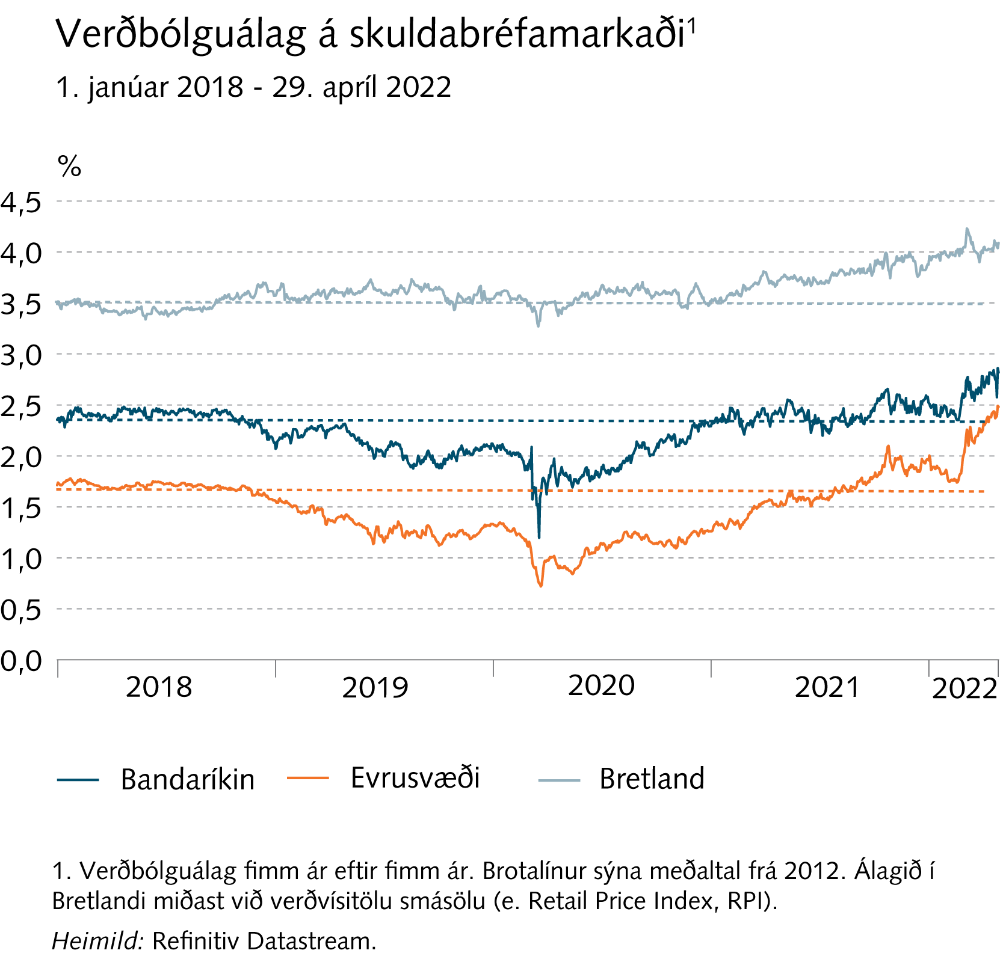 Verðbólguálag á skuldabréfamarkaði¹
1. janúar 2018 - 29. apríl 2022
%
4,5
4,0
3,5
3,0
2,5
2,0
1,5
1,0
0,5
0,0
2018 2019 2020 2021 2022
Bandaríkin Evrusvæði Bretland
1. Verðbólguálag fimm ár eftir fimm ár. Brotalínur sýna meðaltal frá 2012. Álagið í
Bretlandi miðast við verðvísitölu smásölu (e. Retail Price Index, RPI).
Heimild: Refinitiv Datastream.